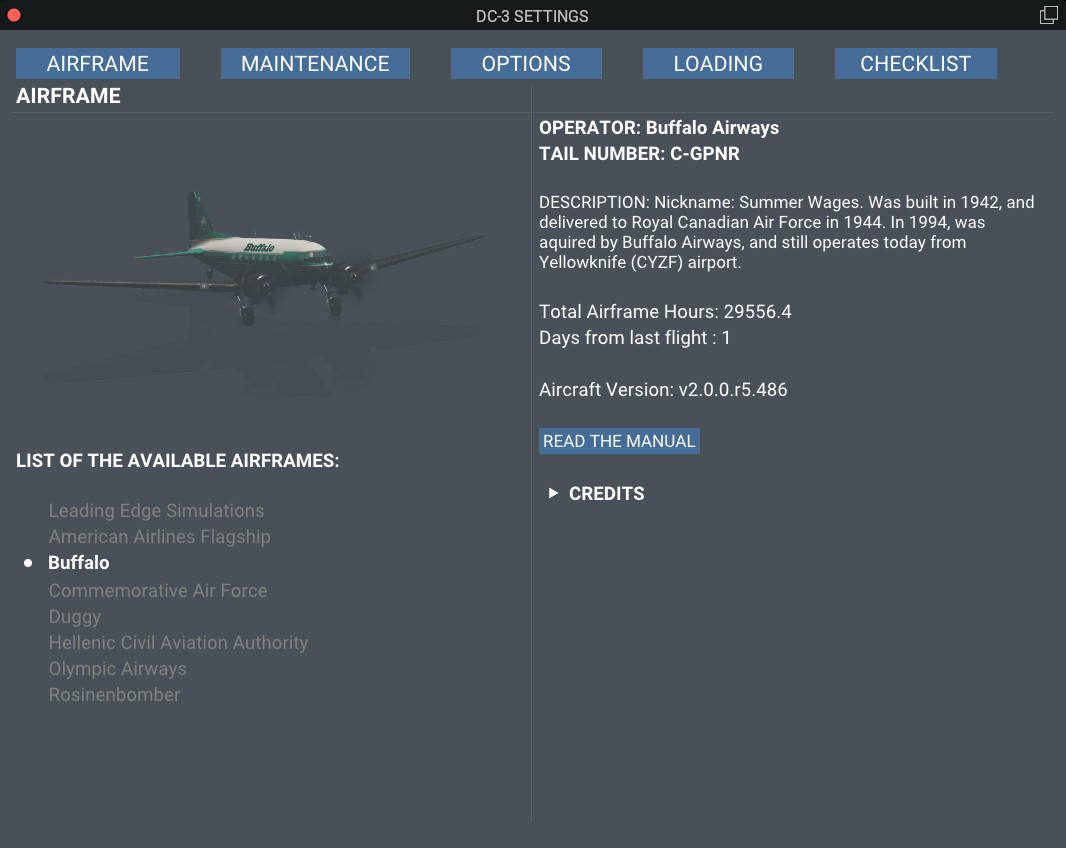 DC-3 SETTINGS
AIRFRAME
MAINTENANCE
OPTIONS
LOADING
CHECKLIST
AIRFRAME
Buffalo
OPERATOR: Buffalo Airways
TAIL NUMBER: C-GPNR
DESCRIPTION: Nickname: Summer Wages. Was built in 1942, and
delivered to Royal Canadian Air Force in 1944. In 1994, was
aquired by Buffalo Airways, and still operates today from
Yellowknife (CYZF) airport.
Total Airframe Hours: 29556.4
Days from last flight : 1
Aircraft Version: v2.0.0.r5.486
READ THE MANUAL
CREDITS
LIST OF THE AVAILABLE AIRFRAMES:
Leading Edge Simulations
American Airlines Flagship
Buffalo
Commemorative Air Force
Duggy
Hellenic Civil Aviation Authority
Olympic Airways
Rosinenbomber